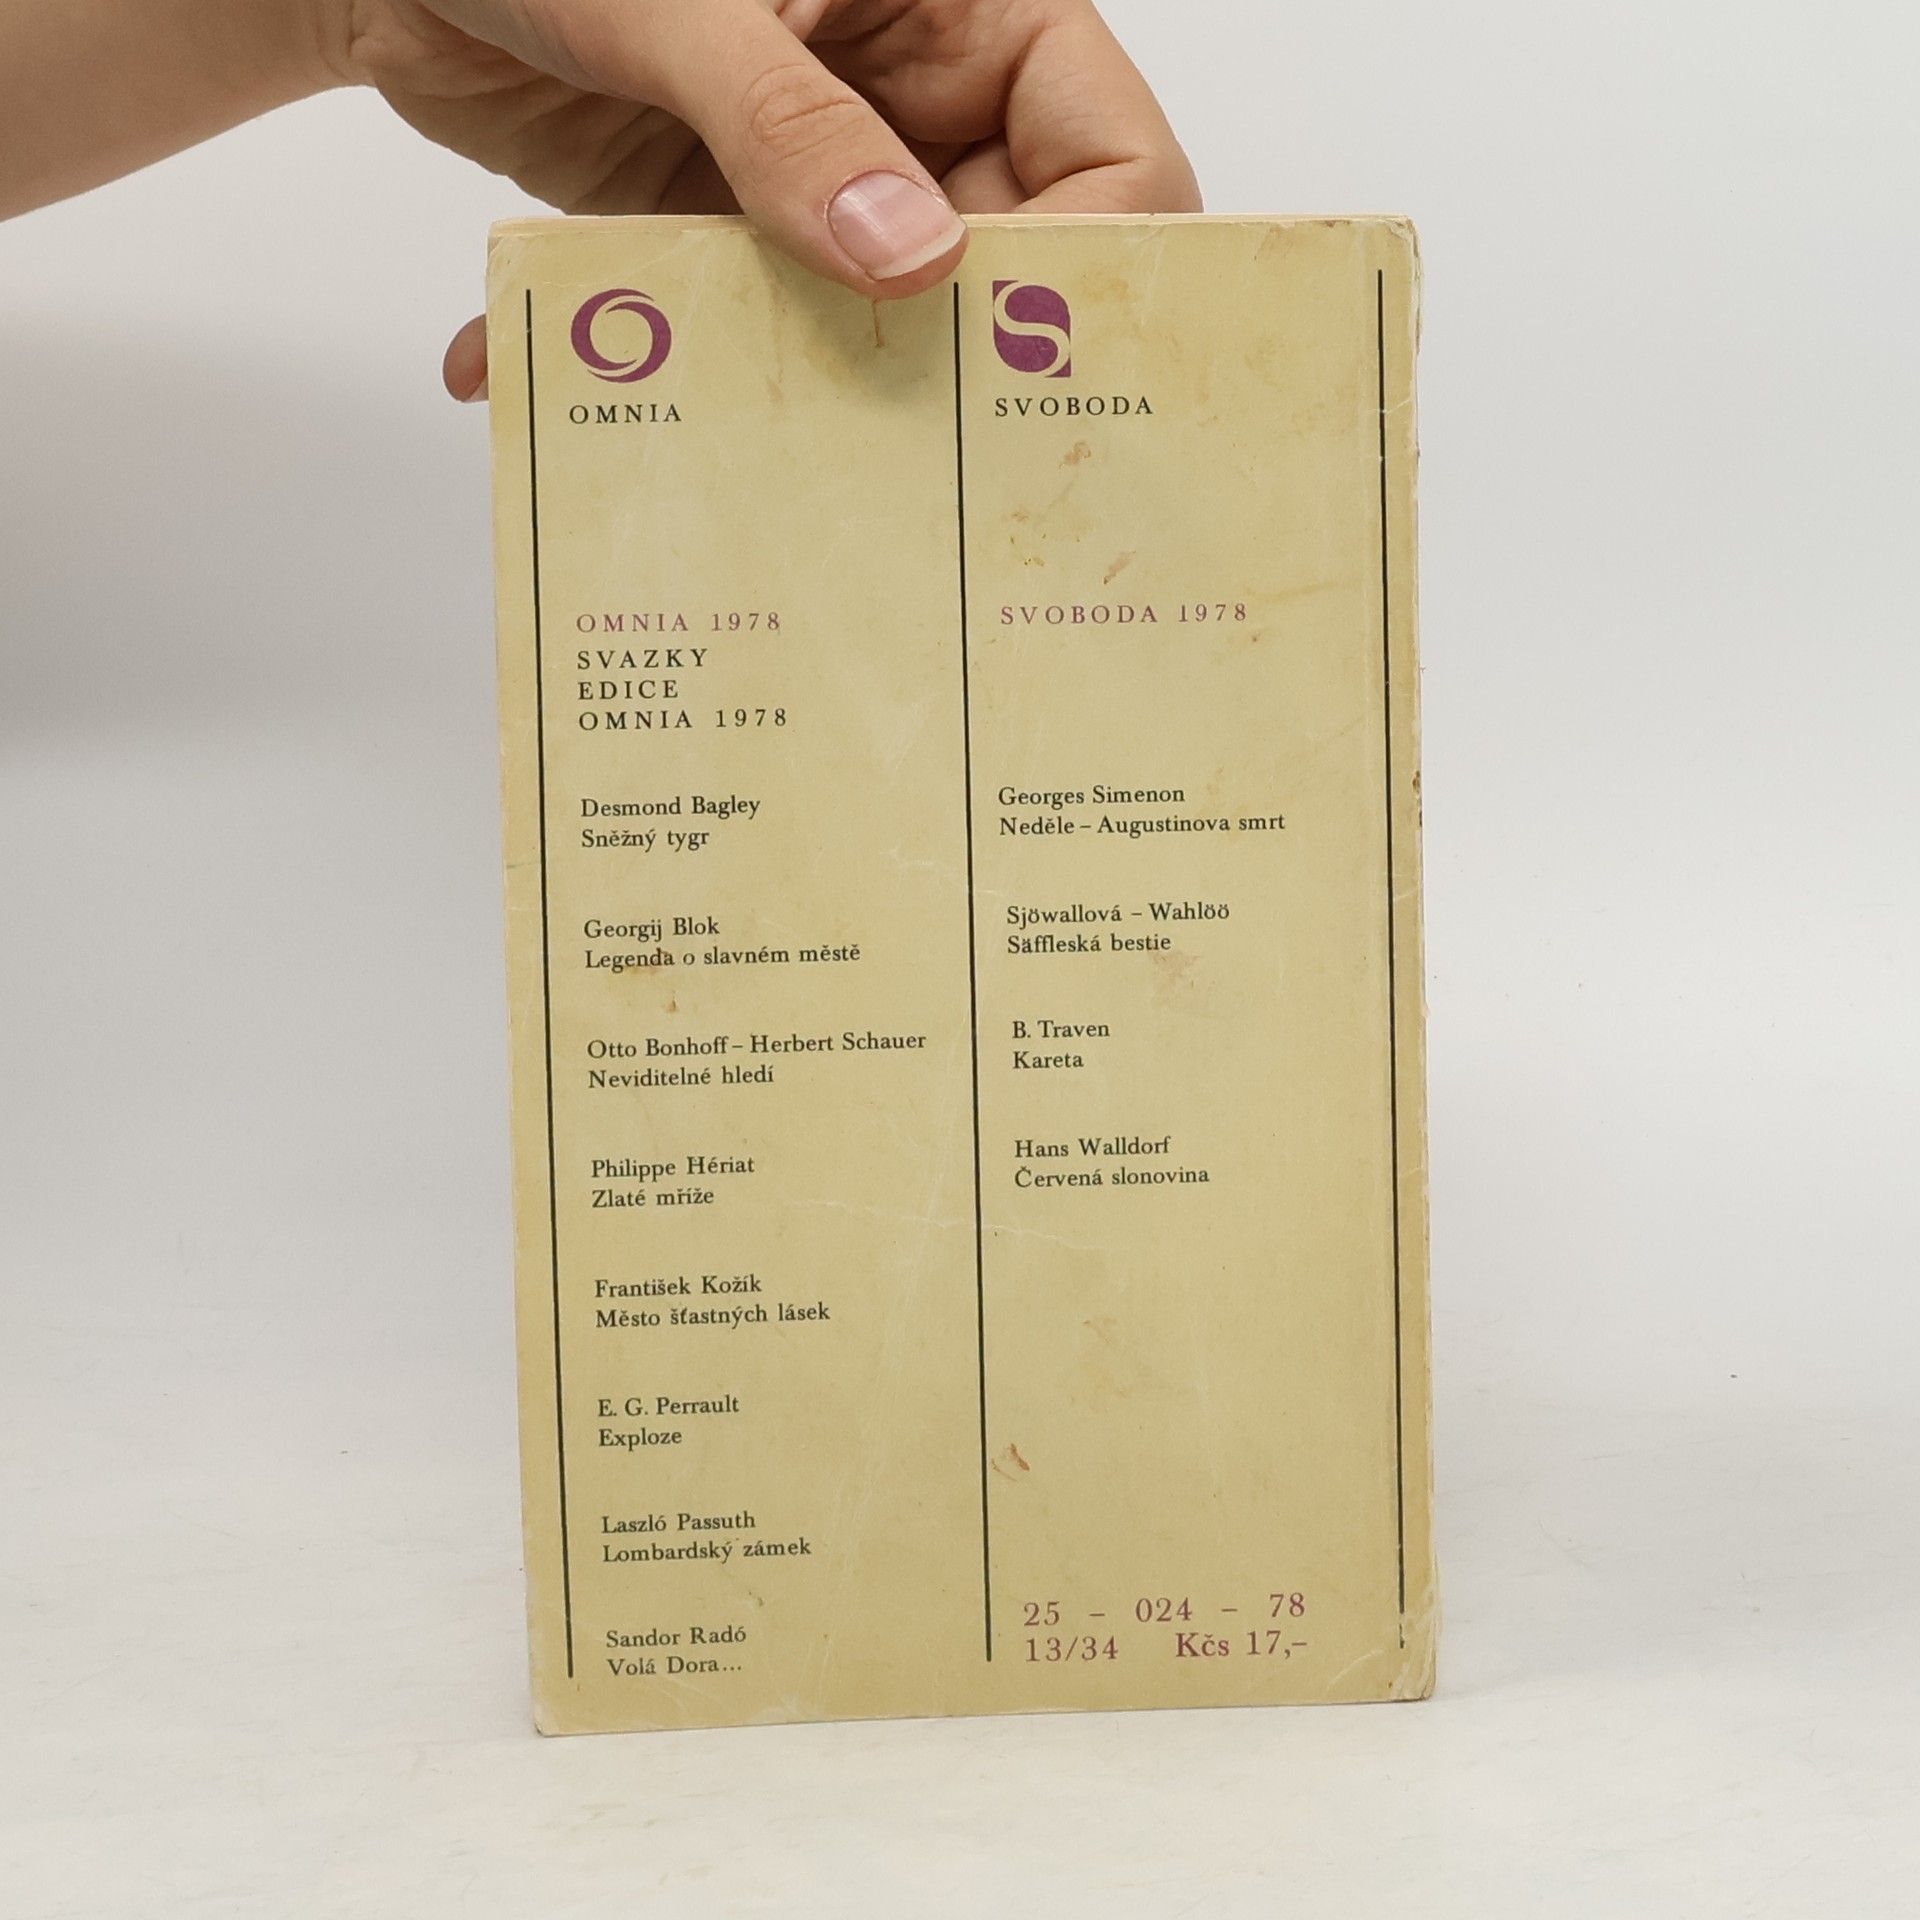 OMNIA
OMNIA 1978
SVAZKY
EDICE
OMNIA 1978
Desmond Bagley
Sněžný tygr
Georgij Blok
Legenda o slavném městě
Otto Bonhoff – Herbert Schauer
Neviditelné hledí
Philippe Hériat
Zlaté mříže
František Kožík
Město šťastných lásek
E. G. Perrault
Exploze
Laszló Passuth
Lombardský zámek
Sandor Radó
Volá Dora...
SVOBODA
SVOBODA 1978
Georges Simenon
Neděle – Augustinova smrt
Sjöwallová – Wahlöö
Säffleská bestie
B. Traven
Kareta
Hans Walldorf
Červená slonovina
25 – 024 – 78
13/34 Kčs 17,–